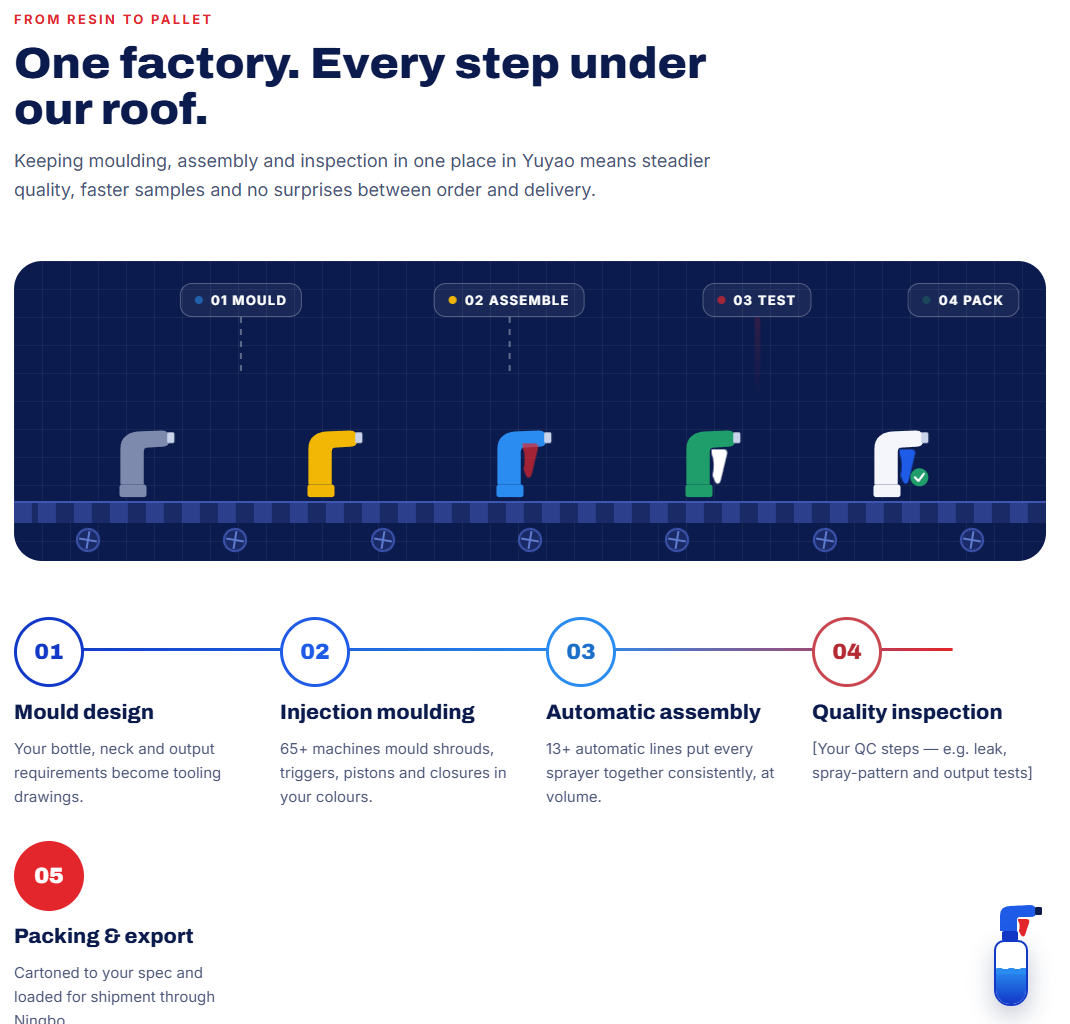 FROM RESIN TO PALLET
One factory. Every step under
our roof.
Keeping moulding, assembly and inspection in one place in Yuyao means steadier
quality, faster samples and no surprises between order and delivery.
01 MOULD
02 ASSEMBLE
03 TEST
04 PACK
01
02
03
04
Mould design
Injection moulding
Automatic assembly
Quality inspection
Your bottle, neck and output
requirements become tooling
drawings.
65+ machines mould shrouds,
triggers, pistons and closures in
your colours.
13+ automatic lines put every
sprayer together consistently, at
volume.
[Your QC steps — e.g. leak,
spray-pattern and output tests]
05
Packing & export
Cartoned to your spec and
loaded for shipment through
Ningbo